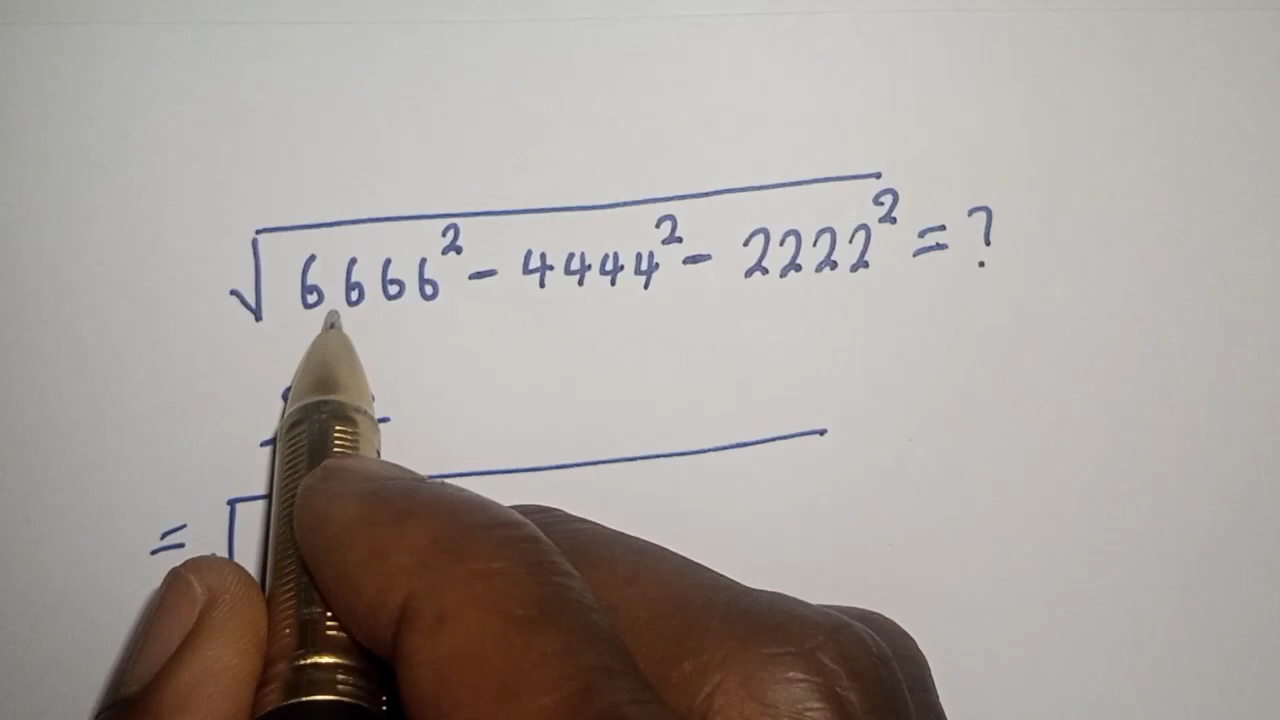 √6666² - 4444² - 2222² = ?
=